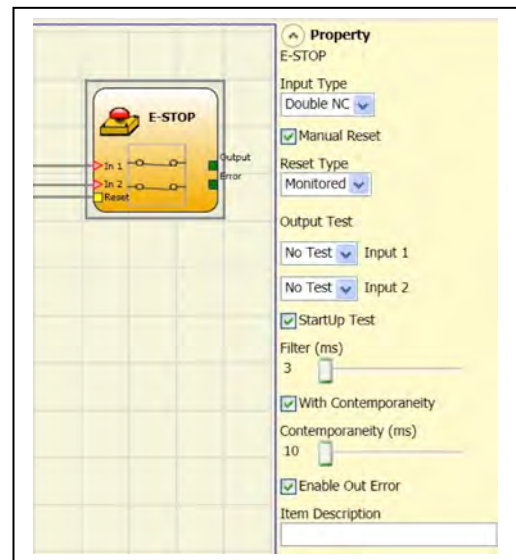 E-STOP
In 1
In 2
Reset
Output
Error
Property
E-STOP
Input Type
Double NC
Manual Reset
Reset Type
Monitored
Output Test
No Test Input 1
No Test Input 2
StartUp Test
Filter (ms)
3
With Contemporaneity
Contemporaneity (ms)
10
Enable Out Error
Item Description